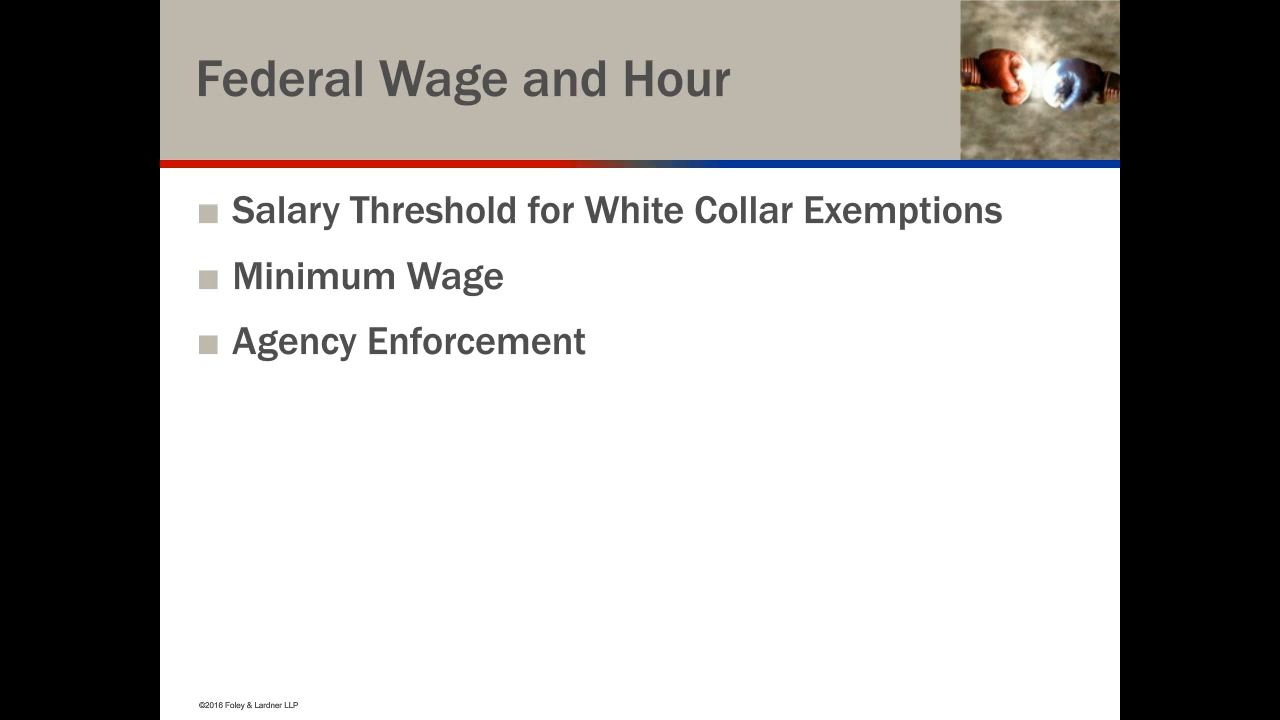 Federal Wage and Hour
■ Salary Threshold for White Collar Exemptions
■ Minimum Wage
■ Agency Enforcement
©2016 Foley & Lardner LLP